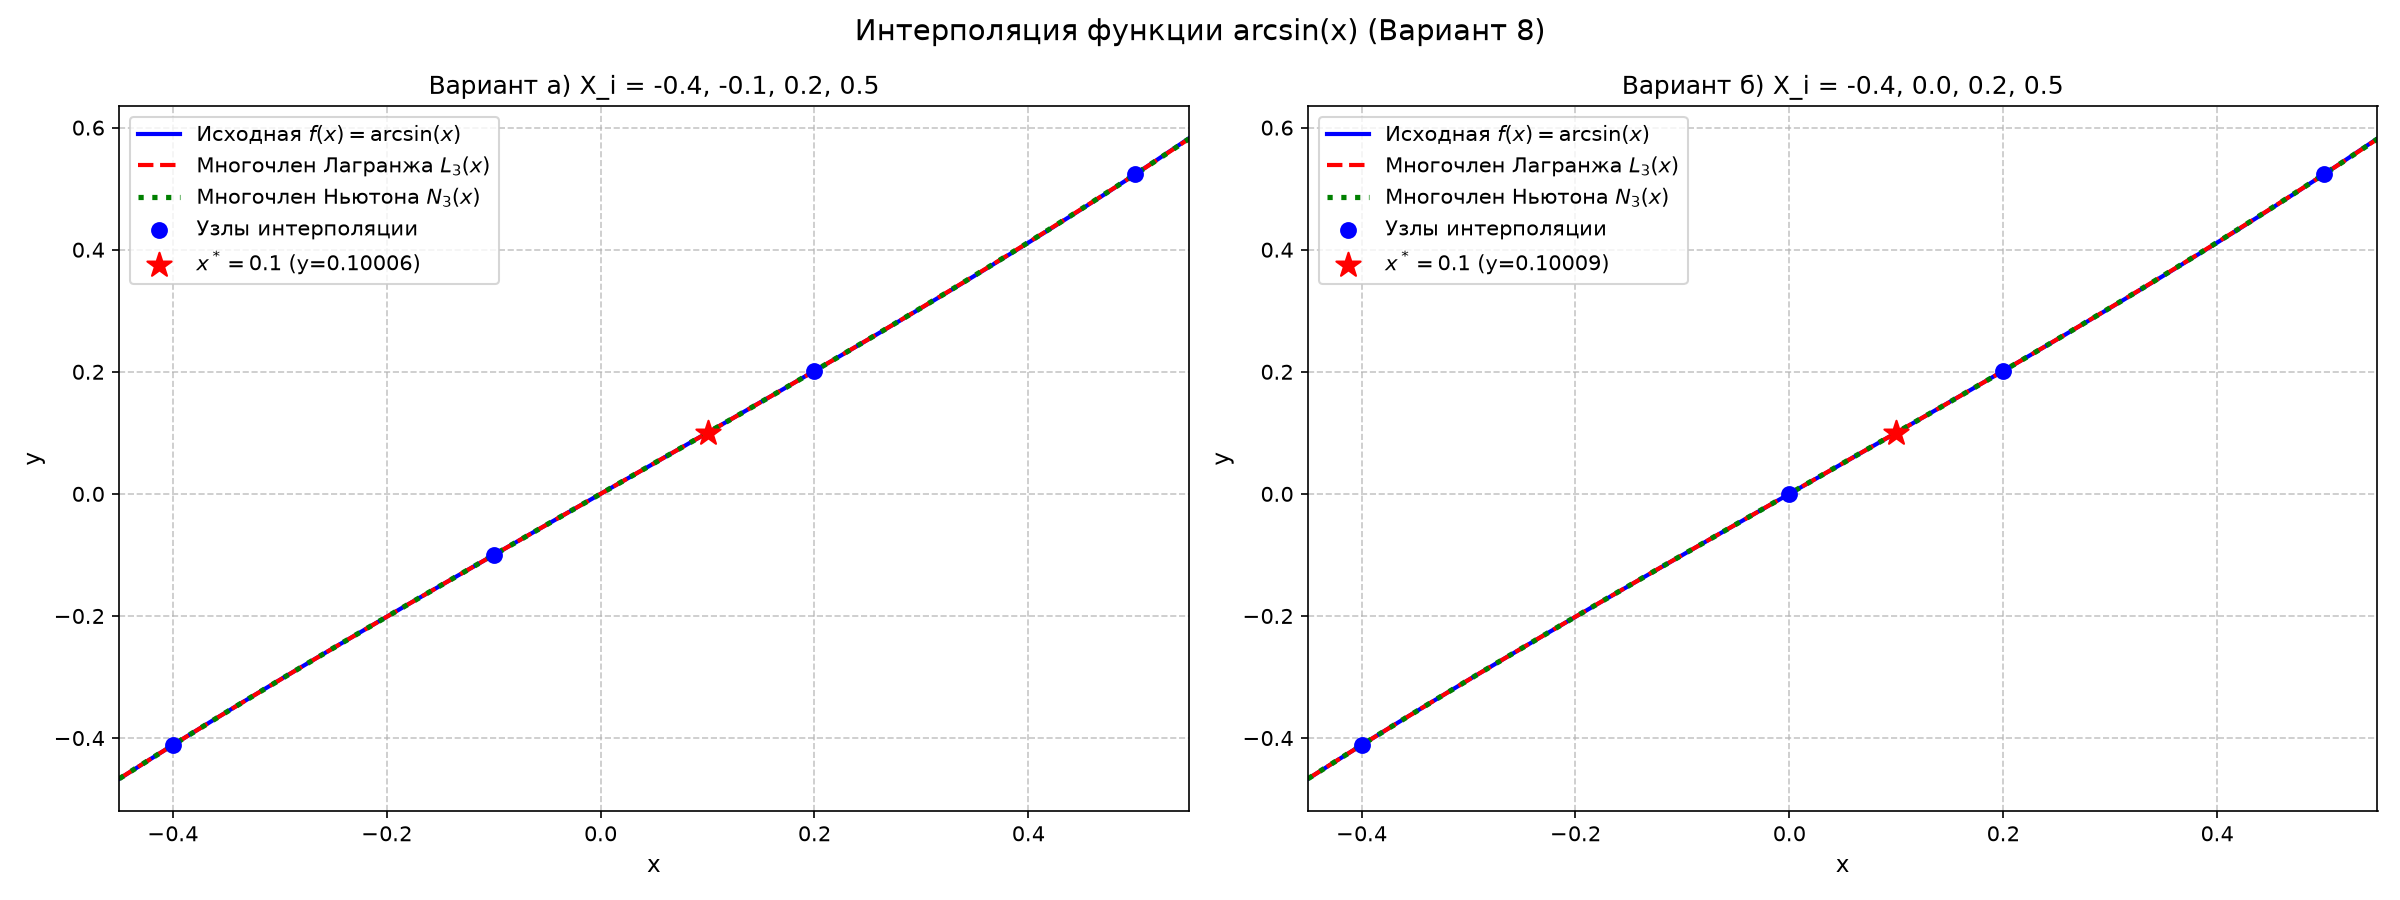 Интерполяция функции arcsin(x) (Вариант 8)
Вариант а) X_i = -0.4, -0.1, 0.2, 0.5
Исходная f(x) = arcsin(x)
Многочлен Лагранжа L₃(x)
Многочлен Ньютона N₃(x)
Узлы интерполяции
x* = 0.1 (y=0.10006)
0.6
0.4
0.2
0.0
−0.2
−0.4
y
−0.4 −0.2 0.0 0.2 0.4
x
Вариант б) X_i = -0.4, 0.0, 0.2, 0.5
Исходная f(x) = arcsin(x)
Многочлен Лагранжа L₃(x)
Многочлен Ньютона N₃(x)
Узлы интерполяции
x* = 0.1 (y=0.10009)
0.6
0.4
0.2
0.0
−0.2
−0.4
y
−0.4 −0.2 0.0 0.2 0.4
x